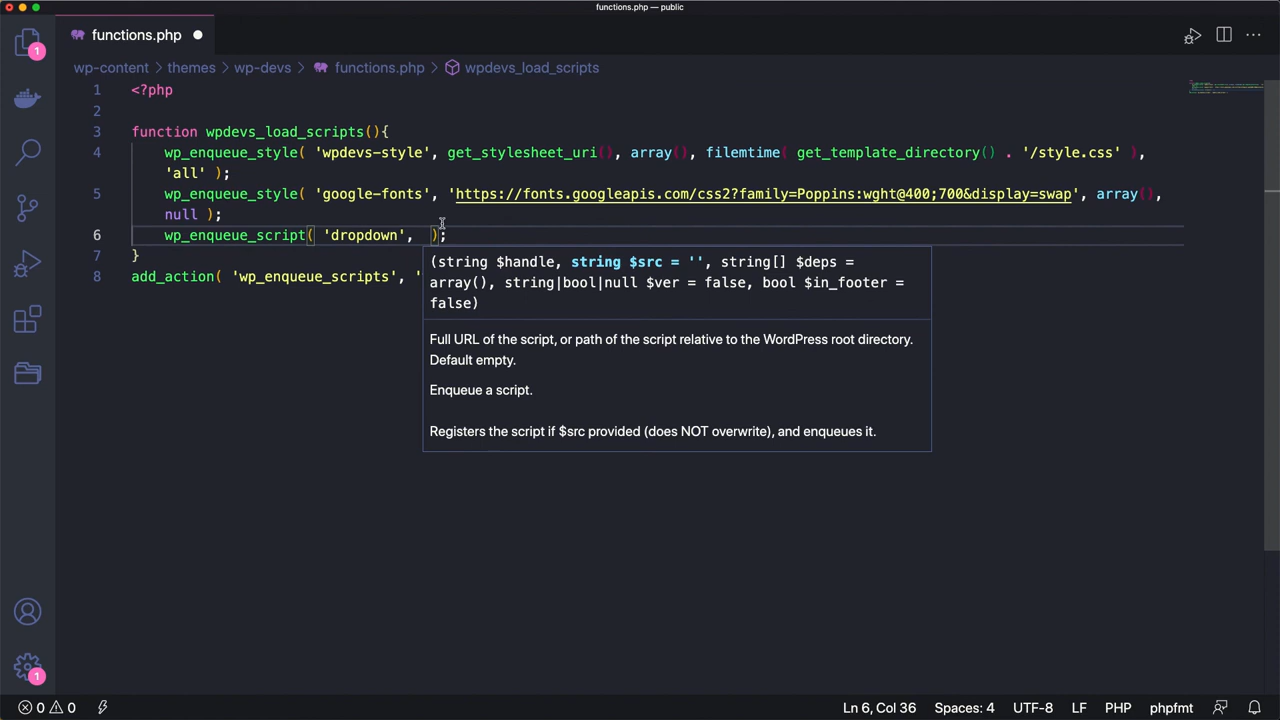 functions.php — public
1
functions.php
wp-content > themes > wp-devs > functions.php > wpdevs_load_scripts
1 <?php
2
3 function wpdevs_load_scripts(){
4 wp_enqueue_style( 'wpdevs-style', get_stylesheet_uri(), array(), filemtime( get_template_directory() . '/style.css' ),
'all' );
5 wp_enqueue_style( 'google-fonts', 'https://fonts.googleapis.com/css2?family=Poppins:wght@400;700&display=swap', array(),
null );
6 wp_enqueue_script( 'dropdown',  );
7 }
8 add_action( 'wp_enqueue_scripts', '
(string $handle, string $src = '', string[] $deps =
array(), string|bool|null $ver = false, bool $in_footer =
false)
Full URL of the script, or path of the script relative to the WordPress root directory.
Default empty.
Enqueue a script.
Registers the script if $src provided (does NOT overwrite), and enqueues it.
1
0 0
Ln 6, Col 36
Spaces: 4
UTF-8
LF
PHP
phpfmt